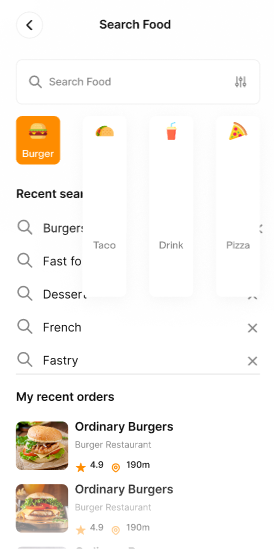 Search Food
Search Food
Burger
Taco
Drink
Pizza
Recent sear
Burgers
Fast fo
Dessert
French
Fastry
My recent orders
Ordinary Burgers
Burger Restaurant
4.9 190m
Ordinary Burgers
Burger Restaurant
4.9 190m